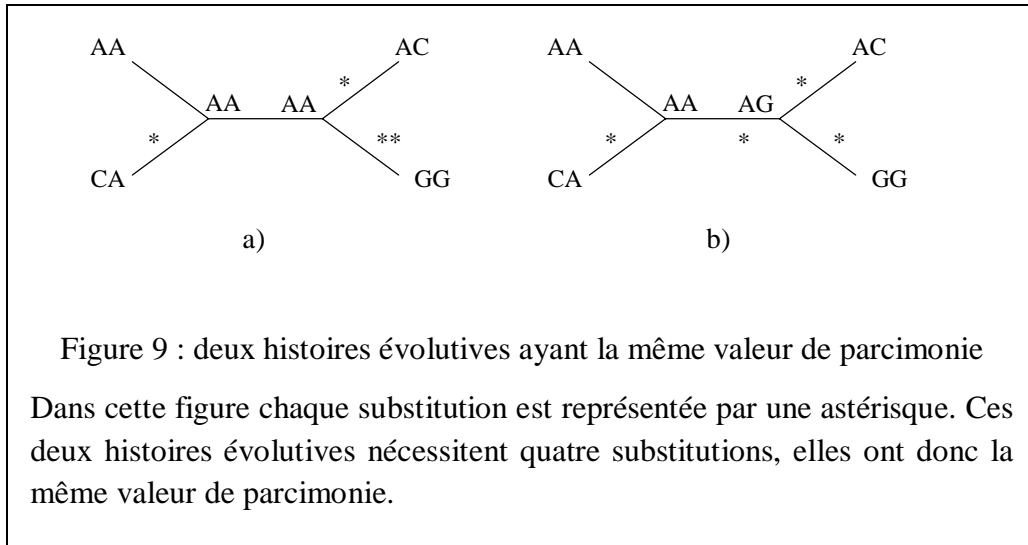 AA AC AA AC
* *
AA AA AA AG
* ** * * *
CA GG CA GG
a) b)
Figure 9 : deux histoires évolutives ayant la même valeur de parcimonie
Dans cette figure chaque substitution est représentée par une astérisque. Ces
deux histoires évolutives nécessitent quatre substitutions, elles ont donc la
même valeur de parcimonie.